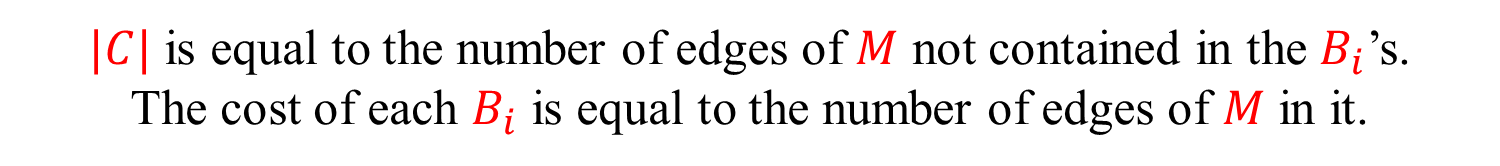 |C| is equal to the number of edges of M not contained in the Bᵢ’s.
The cost of each Bᵢ is equal to the number of edges of M in it.